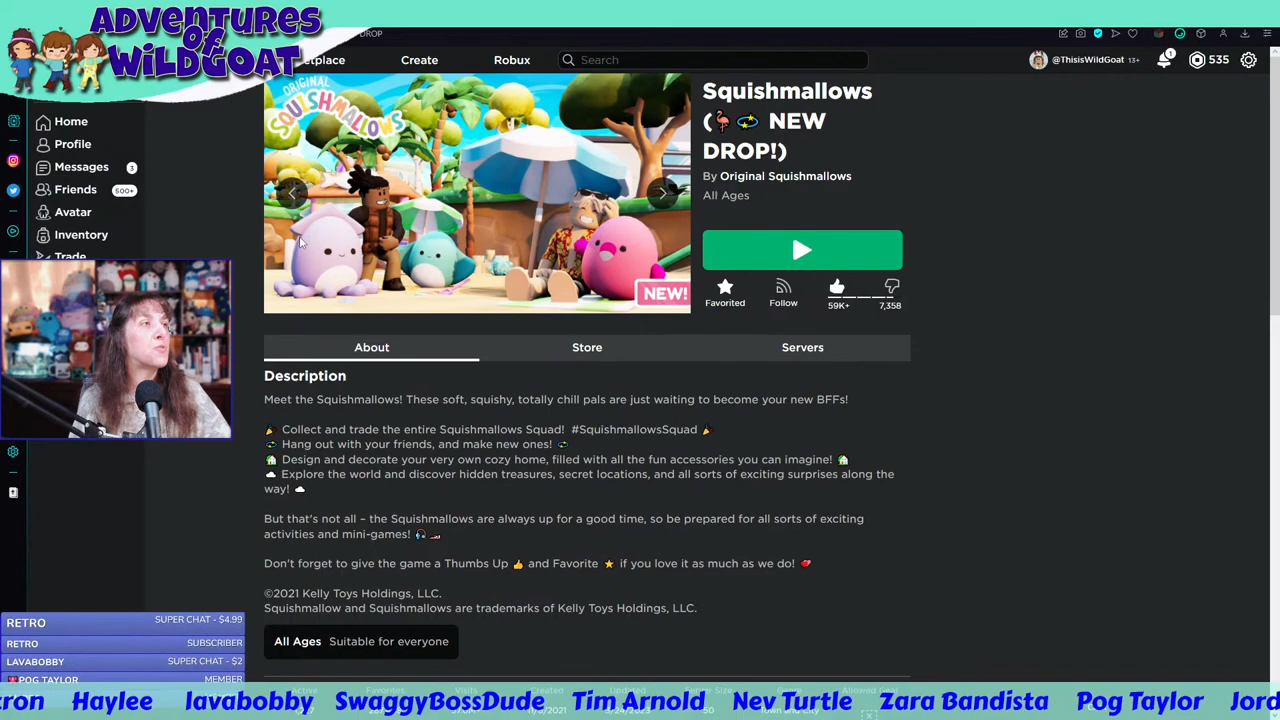 ADVENTURES
OF
WILDGOAT
DROP
Create
Robux
Search
@ThisisWildGoat 13+
1
535
Home
Profile
Messages 3
Friends 500+
Avatar
Inventory
Trade
ORIGINAL
SQUISHMALLOWS
NEW!
Squishmallows
(🦩💫 NEW
DROP!)
By Original Squishmallows
All Ages
Favorited
Follow
59K+
7,358
About
Store
Servers
Description
Meet the Squishmallows! These soft, squishy, totally chill pals are just waiting to become your new BFFs!
🎉 Collect and trade the entire Squishmallows Squad! #SquishmallowsSquad 🎉
💫 Hang out with your friends, and make new ones! 💫
🏡 Design and decorate your very own cozy home, filled with all the fun accessories you can imagine! 🏡
☁️ Explore the world and discover hidden treasures, secret locations, and all sorts of exciting surprises along the
way! ☁️
But that's not all – the Squishmallows are always up for a good time, so be prepared for all sorts of exciting
activities and mini-games!
Don't forget to give the game a Thumbs Up 👍 and Favorite ⭐ if you love it as much as we do!
©2021 Kelly Toys Holdings, LLC.
Squishmallow and Squishmallows are trademarks of Kelly Toys Holdings, LLC.
All Ages Suitable for everyone
RETRO SUPER CHAT - $4.99
RETRO SUBSCRIBER
LAVABOBBY SUPER CHAT - $2
POG TAYLOR MEMBER
Haylee lavabobby SwaggyBossDude Tim Arnold Nev Turtle Zara Bandista Pog Taylor